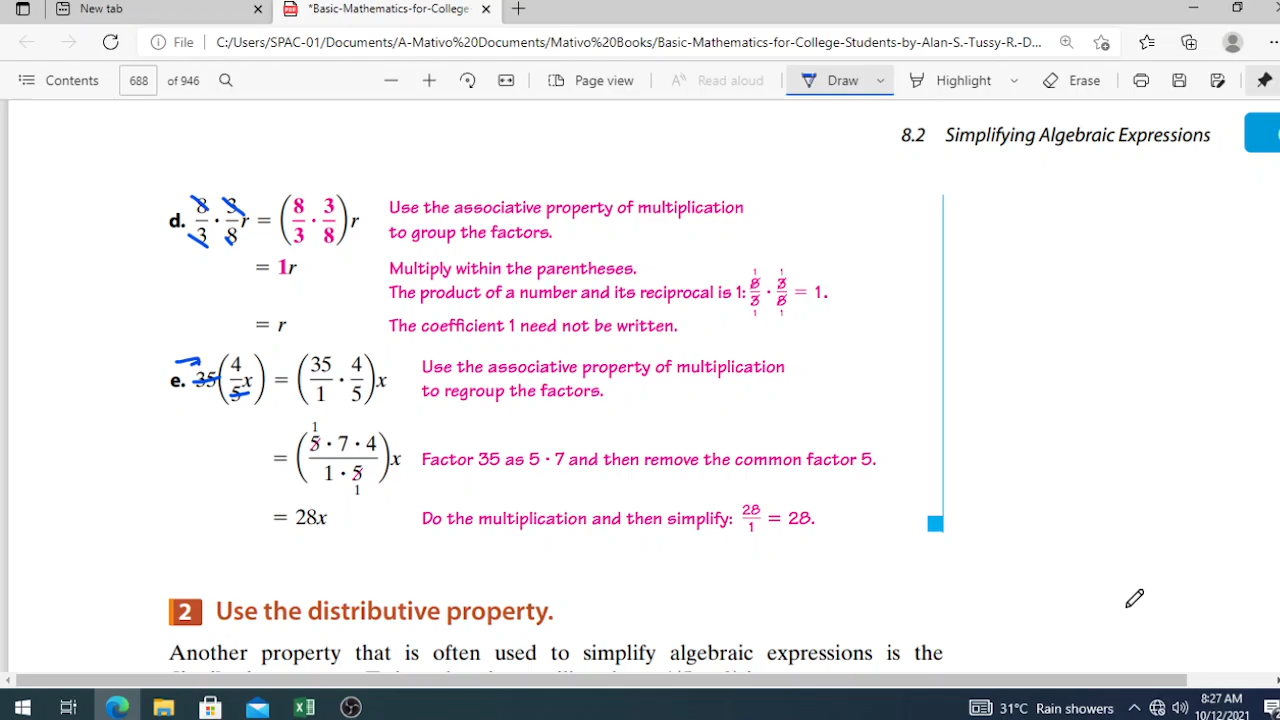 New tab
*Basic-Mathematics-for-College-
File
C:/Users/SPAC-01/Documents/A-Mativo%20Documents/Mativo%20Books/Basic-Mathematics-for-College-Students-by-Alan-S.-Tussy-R.-D...
Contents
688
of 946
Page view
Read aloud
Draw
Highlight
Erase
8.2 Simplifying Algebraic Expressions
d. 8/3 · 3/8 r = (8/3 · 3/8) r Use the associative property of multiplication
to group the factors.
= 1r Multiply within the parentheses.
The product of a number and its reciprocal is 1: 8/3 · 3/8 = 1.
= r The coefficient 1 need not be written.
e. 35(4/5 x) = (35/1 · 4/5) x Use the associative property of multiplication
to regroup the factors.
= (5 · 7 · 4 / 1 · 5) x Factor 35 as 5 · 7 and then remove the common factor 5.
= 28x Do the multiplication and then simplify: 28/1 = 28.
2 Use the distributive property.
Another property that is often used to simplify algebraic expressions is the
31°C Rain showers
8:27 AM
10/12/2021